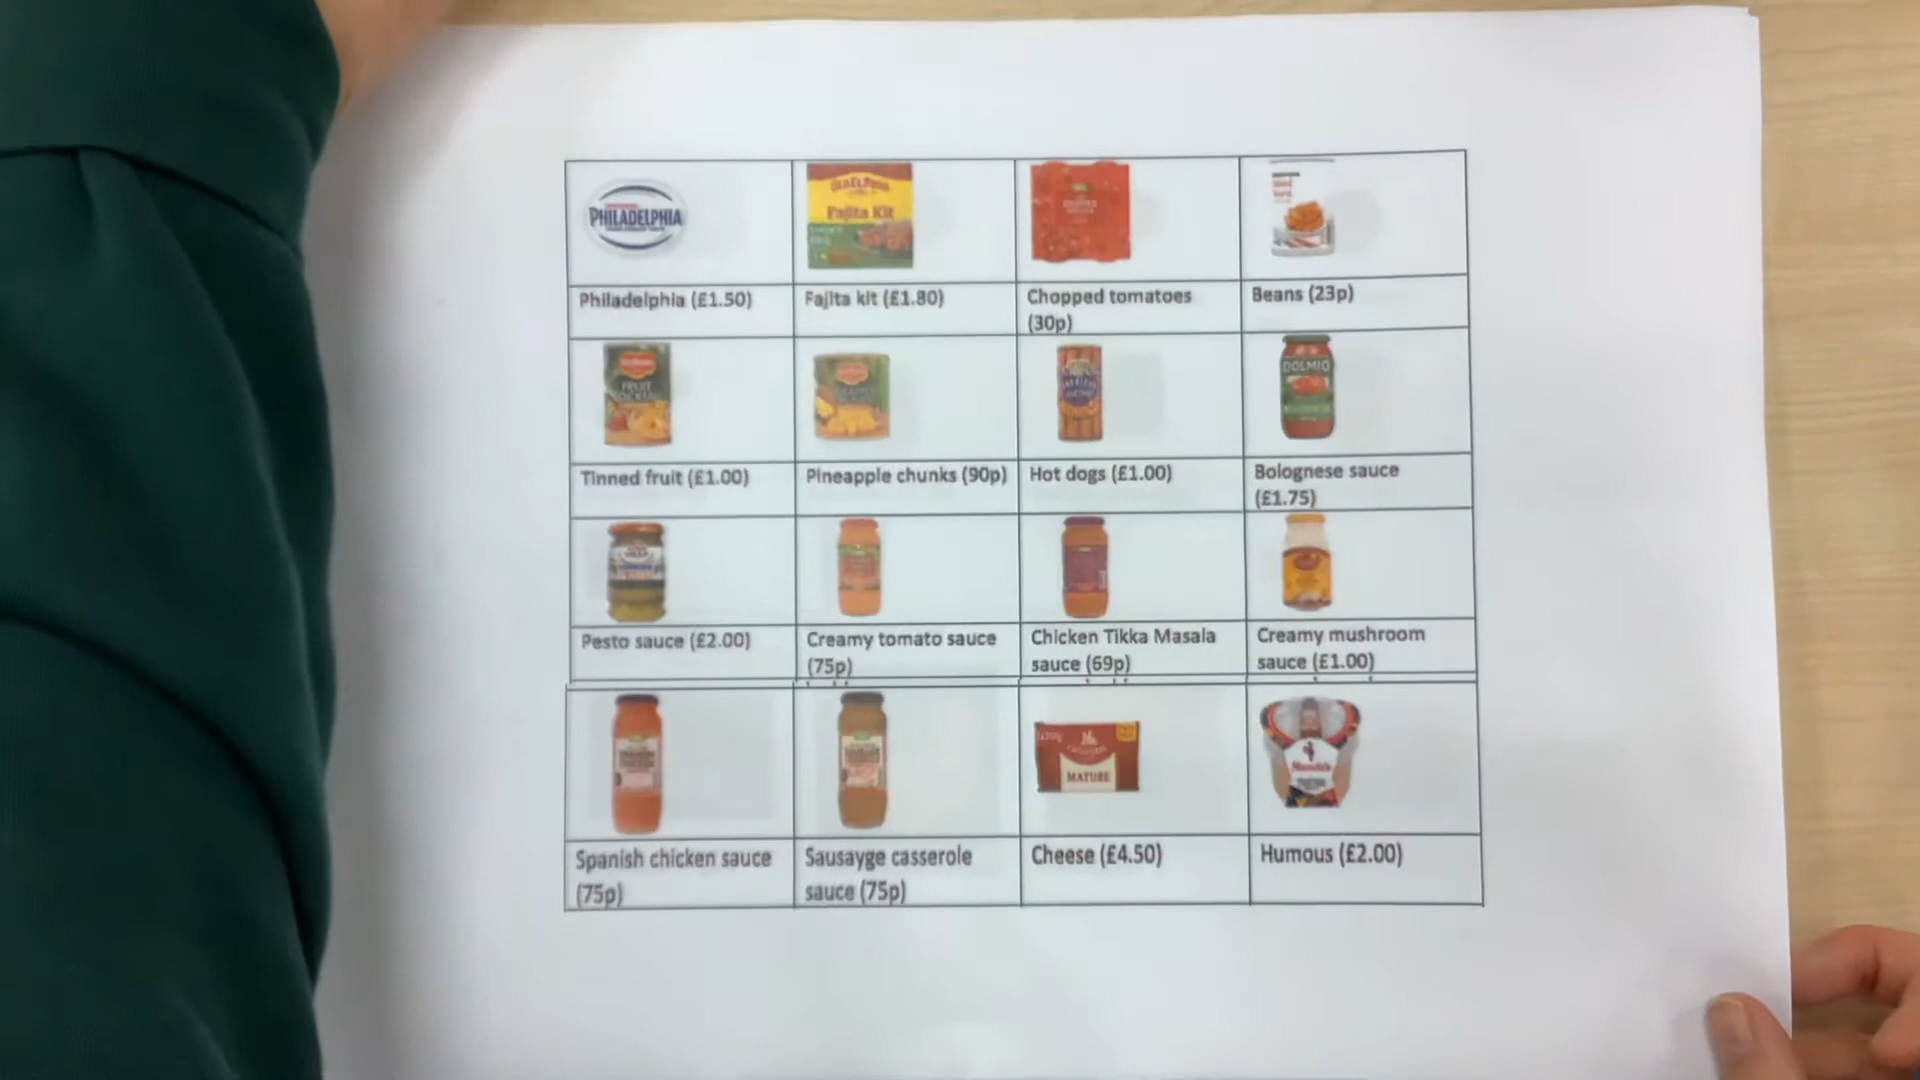 PHILADELPHIA
Fajita Kit
Philadelphia (£1.50)
Fajita kit (£1.80)
Chopped tomatoes
(30p)
Beans (23p)
FRUIT
DOLMIO
Tinned fruit (£1.00)
Pineapple chunks (90p)
Hot dogs (£1.00)
Bolognese sauce
(£1.75)
Pesto sauce (£2.00)
Creamy tomato sauce
(75p)
Chicken Tikka Masala
sauce (69p)
Creamy mushroom
sauce (£1.00)
MATURE
Spanish chicken sauce
(75p)
Sausayge casserole
sauce (75p)
Cheese (£4.50)
Humous (£2.00)